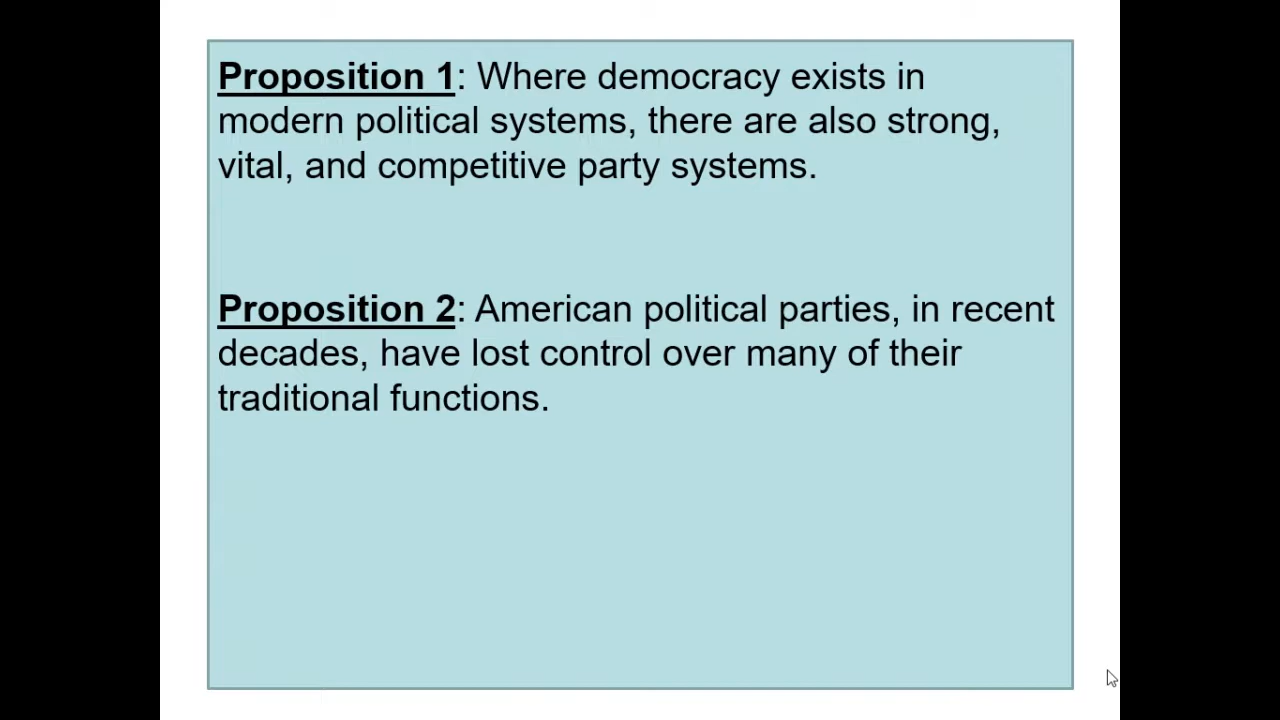 Proposition 1: Where democracy exists in
modern political systems, there are also strong,
vital, and competitive party systems.
Proposition 2: American political parties, in recent
decades, have lost control over many of their
traditional functions.